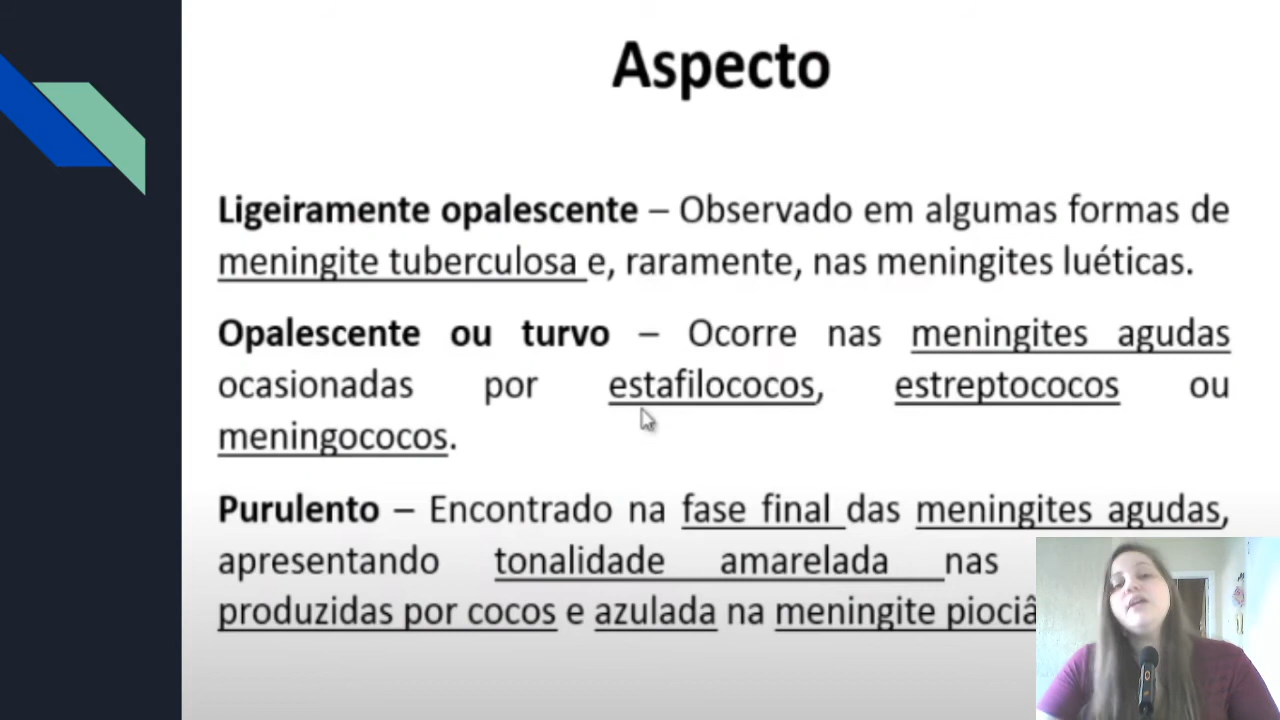 Aspecto
Ligeiramente opalescente – Observado em algumas formas de
meningite tuberculosa e, raramente, nas meningites luéticas.
Opalescente ou turvo – Ocorre nas meningites agudas
ocasionadas por estafilococos, estreptococos ou
meningococos.
Purulento – Encontrado na fase final das meningites agudas,
apresentando tonalidade amarelada nas
produzidas por cocos e azulada na meningite